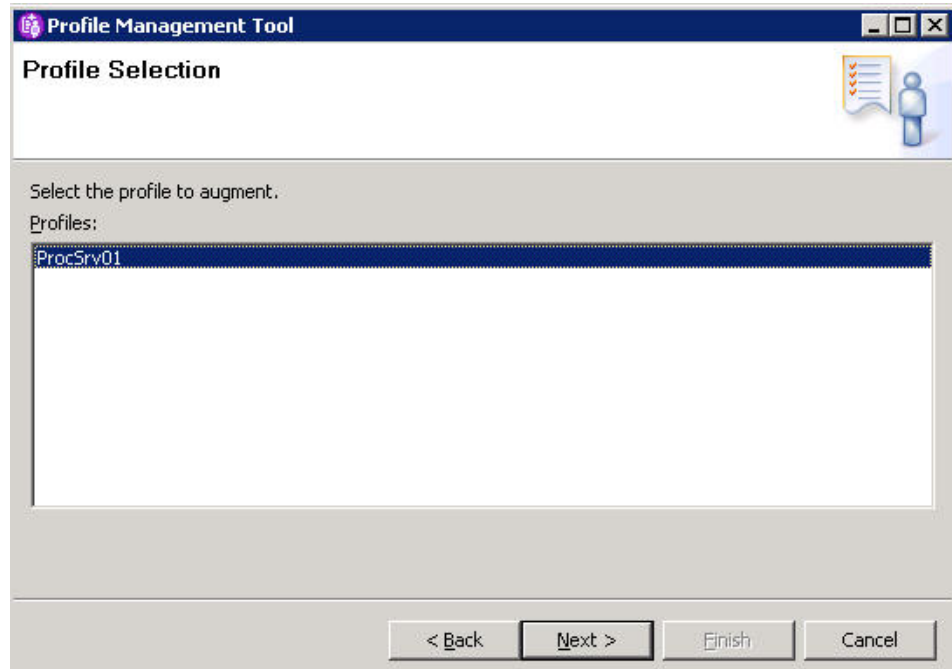 Profile Management Tool
Profile Selection
Select the profile to augment.
Profiles:
ProcSrv01
< Back
Next >
Finish
Cancel